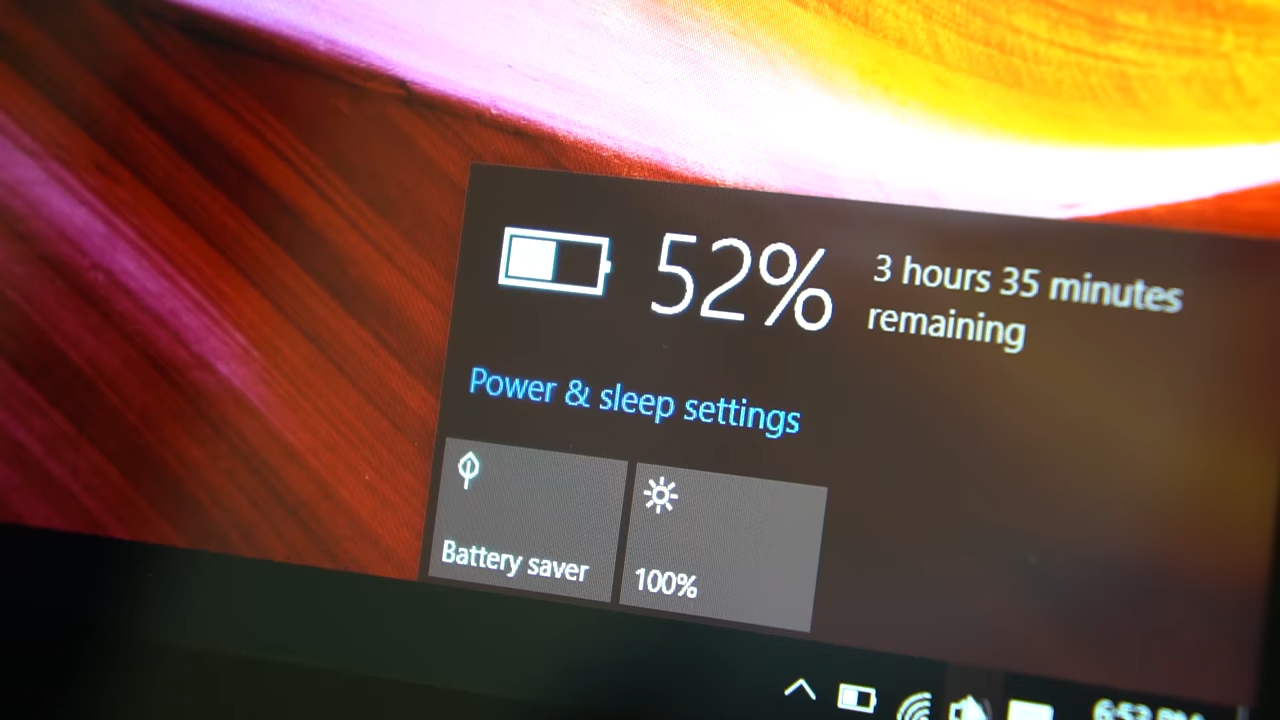 52%
3 hours 35 minutes
remaining
Power & sleep settings
Battery saver
100%